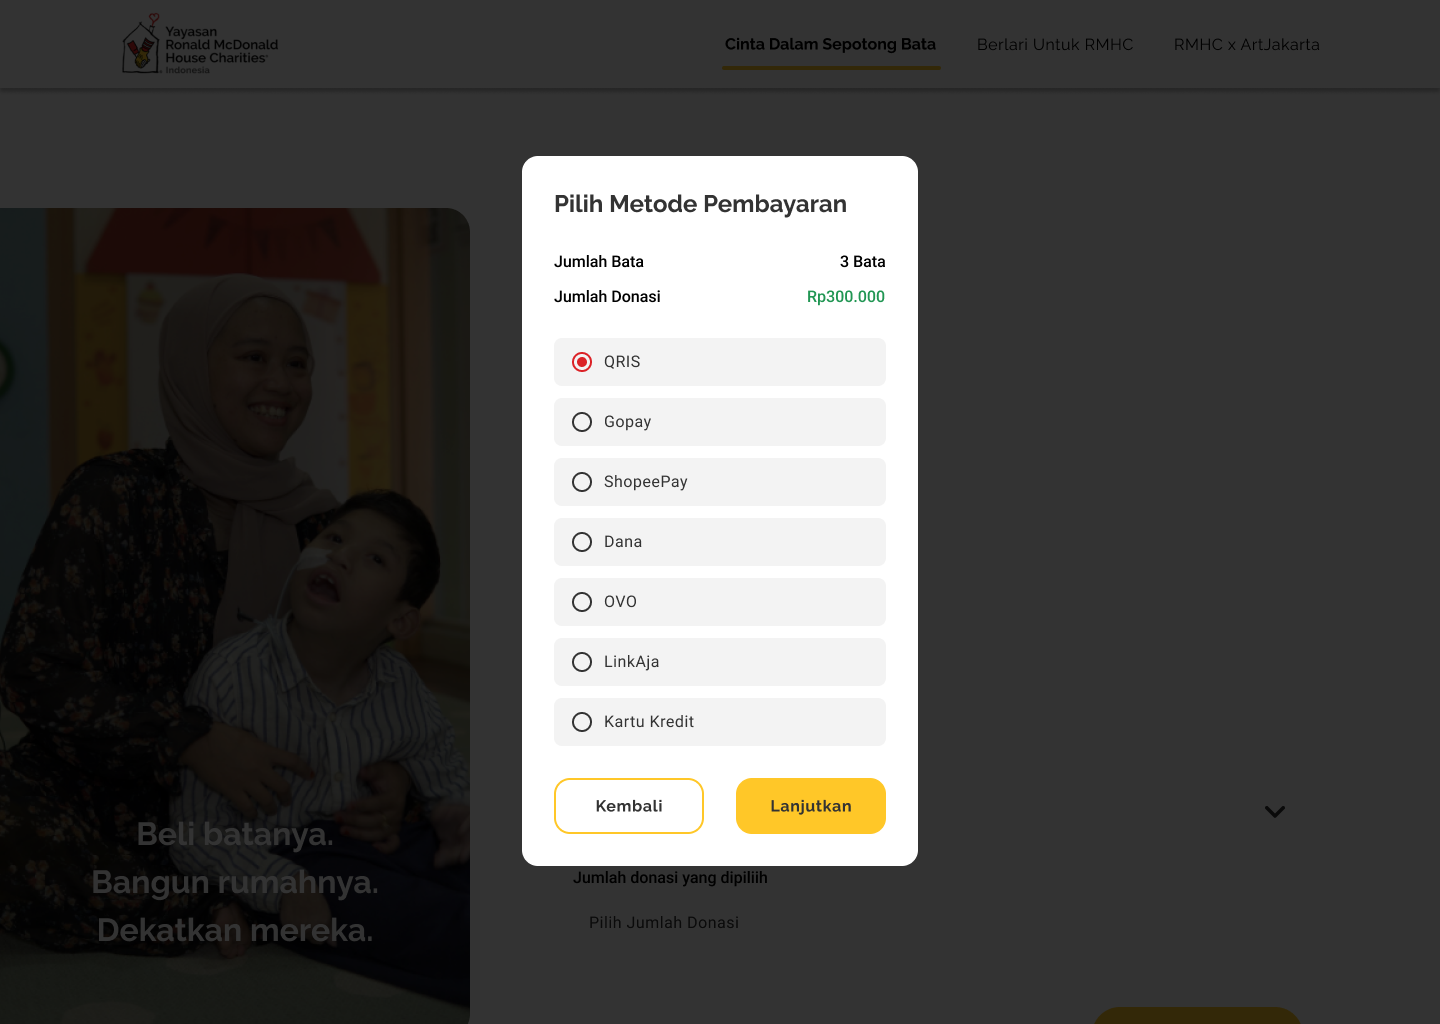 Yayasan
Ronald McDonald
House Charities
Indonesia
Cinta Dalam Sepotong Bata
Berlari Untuk RMHC
RMHC x ArtJakarta
Pilih Metode Pembayaran
Jumlah Bata 3 Bata
Jumlah Donasi Rp300.000
QRIS
Gopay
ShopeePay
Dana
OVO
LinkAja
Kartu Kredit
Kembali
Lanjutkan
Beli batanya.
Bangun rumahnya.
Dekatkan mereka.
Jumlah donasi yang dipiliih
Pilih Jumlah Donasi